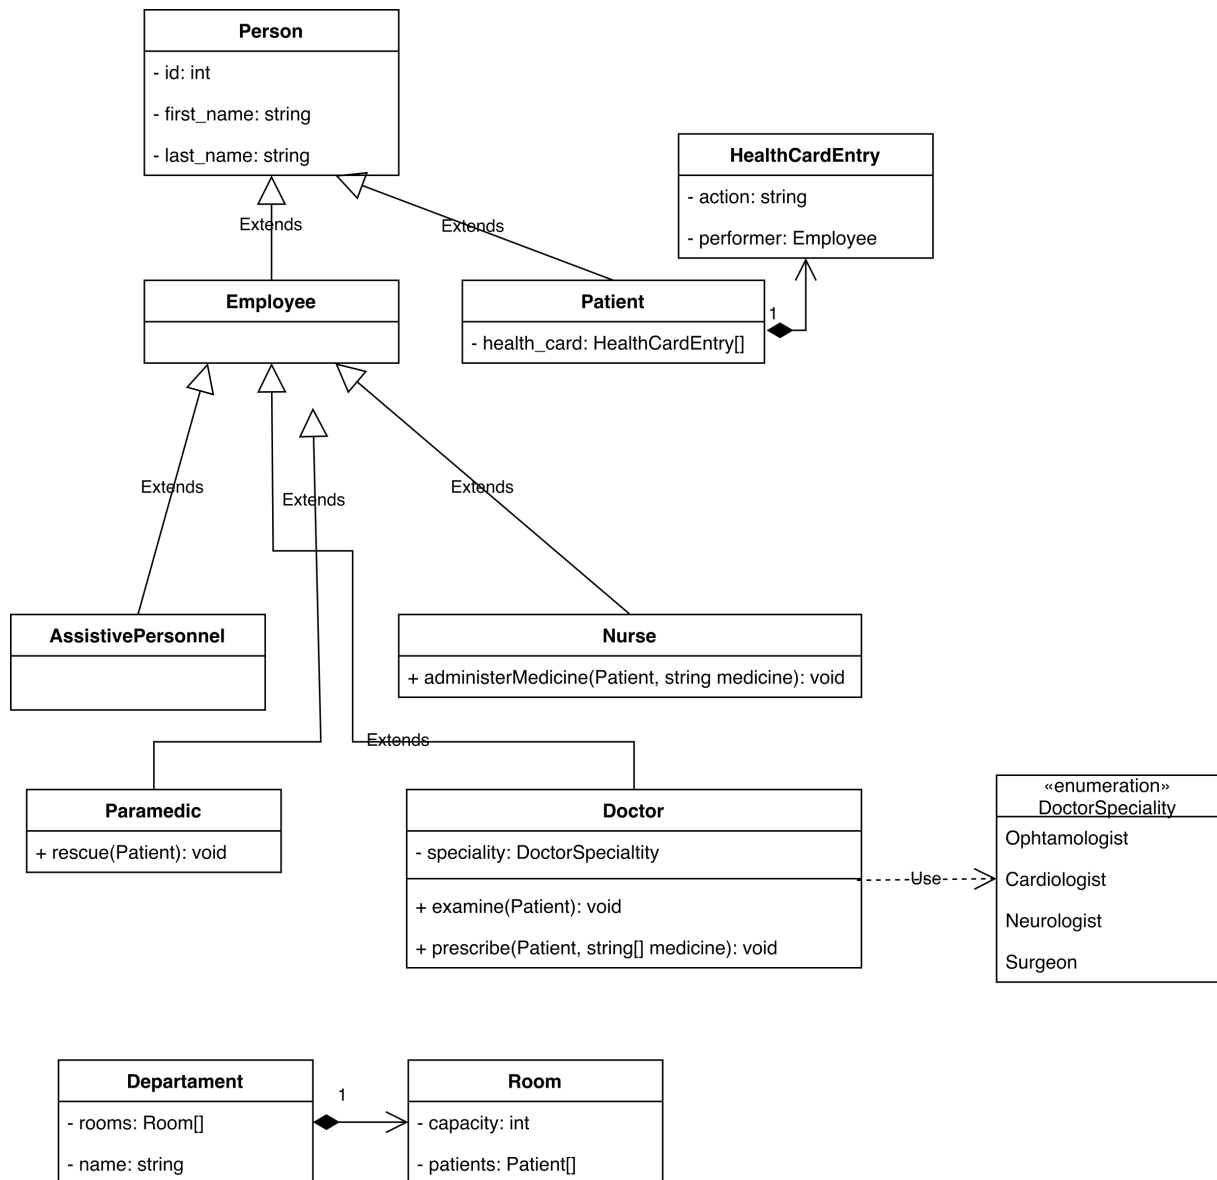 Person
- id: int
- first_name: string
- last_name: string
HealthCardEntry
- action: string
- performer: Employee
Extends
Extends
Employee
Patient
- health_card: HealthCardEntry[]
1
Extends
Extends
Extends
AssistivePersonnel
Nurse
+ administerMedicine(Patient, string medicine): void
Extends
Paramedic
+ rescue(Patient): void
Doctor
- speciality: DoctorSpecialtity
+ examine(Patient): void
+ prescribe(Patient, string[] medicine): void
Use
«enumeration»
DoctorSpeciality
Ophtamologist
Cardiologist
Neurologist
Surgeon
Departament
- rooms: Room[]
- name: string
1
Room
- capacity: int
- patients: Patient[]